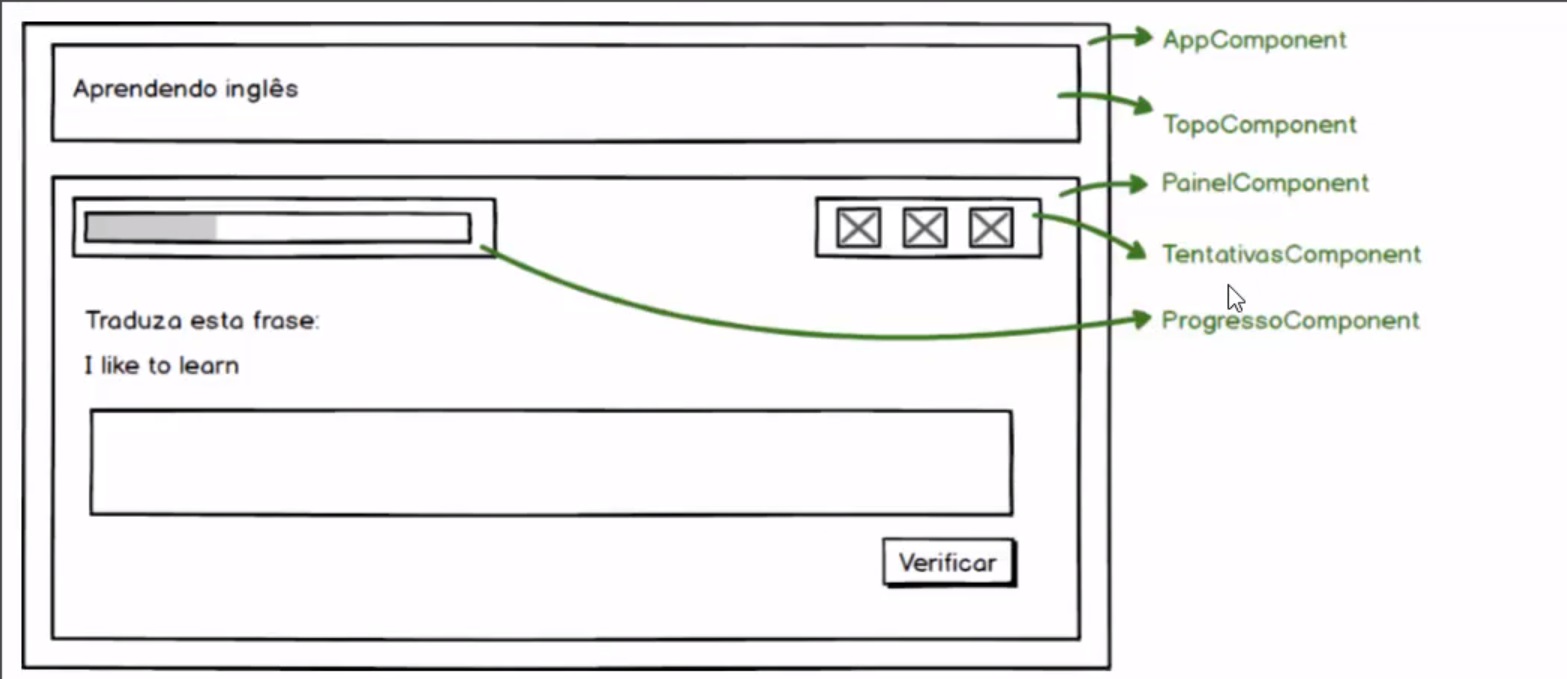 AppComponent
Aprendendo inglês
TopoComponent
PainelComponent
TentativasComponent
Traduza esta frase:
ProgressoComponent
I like to learn
Verificar